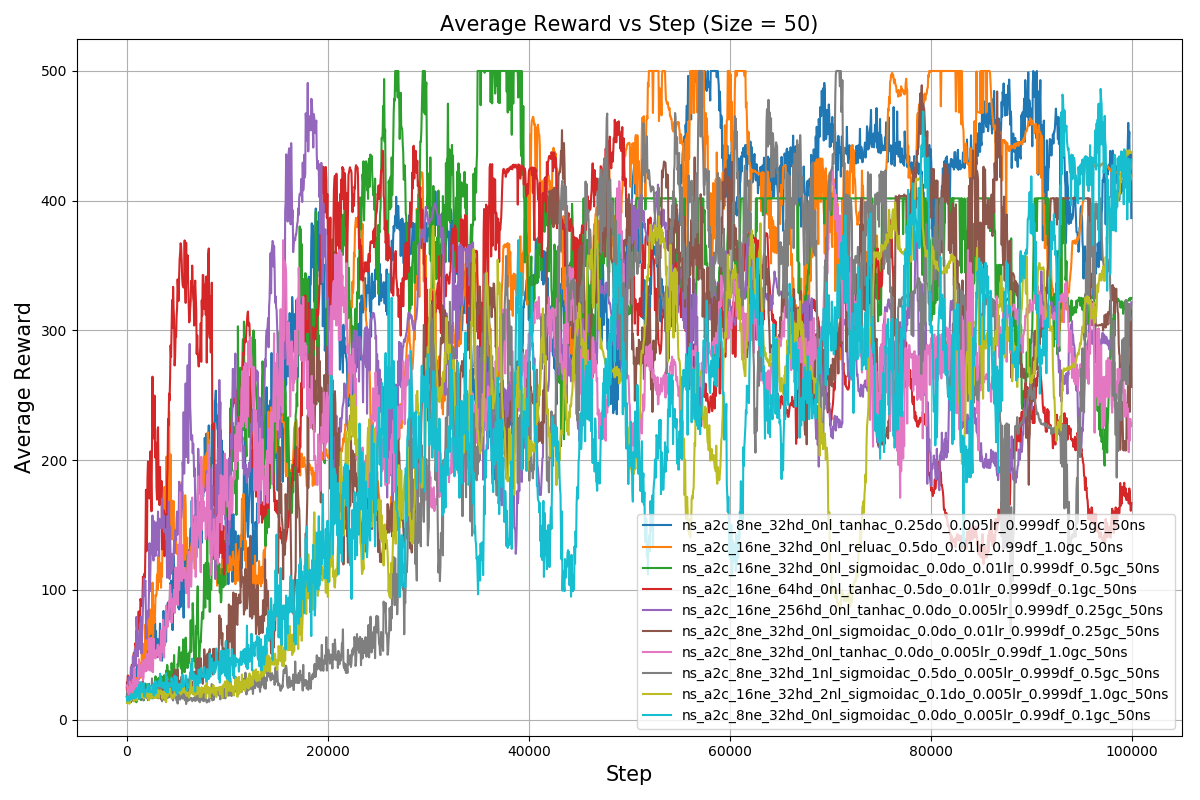 Average Reward vs Step (Size = 50)
500
400
300
200
100
0
Average Reward
0 20000 40000 60000 80000 100000
Step
ns_a2c_8ne_32hd_0nl_tanhac_0.25do_0.005lr_0.999df_0.5gc_50ns
ns_a2c_16ne_32hd_0nl_reluac_0.5do_0.01lr_0.99df_1.0gc_50ns
ns_a2c_16ne_32hd_0nl_sigmoidac_0.0do_0.01lr_0.999df_0.5gc_50ns
ns_a2c_16ne_64hd_0nl_tanhac_0.5do_0.01lr_0.999df_0.1gc_50ns
ns_a2c_16ne_256hd_0nl_tanhac_0.0do_0.005lr_0.999df_0.25gc_50ns
ns_a2c_8ne_32hd_0nl_sigmoidac_0.0do_0.01lr_0.999df_0.25gc_50ns
ns_a2c_8ne_32hd_0nl_tanhac_0.0do_0.005lr_0.99df_1.0gc_50ns
ns_a2c_8ne_32hd_1nl_sigmoidac_0.5do_0.005lr_0.999df_0.5gc_50ns
ns_a2c_16ne_32hd_2nl_sigmoidac_0.1do_0.005lr_0.999df_1.0gc_50ns
ns_a2c_8ne_32hd_0nl_sigmoidac_0.0do_0.005lr_0.99df_0.1gc_50ns